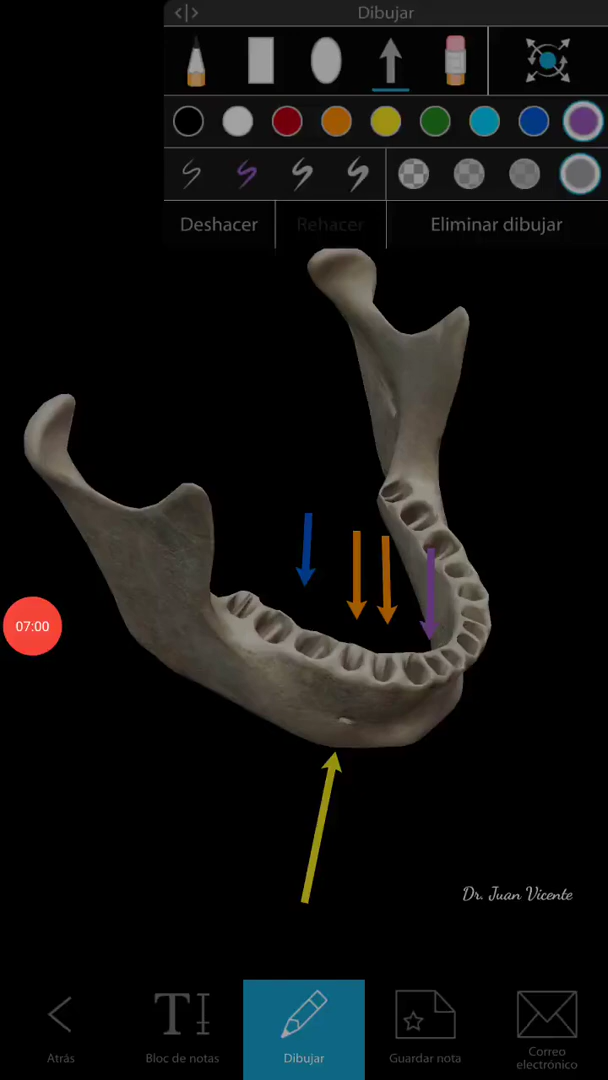 Dibujar
Deshacer
Rehacer
Eliminar dibujar
07:00
Dr. Juan Vicente
Atrás
Bloc de notas
Dibujar
Guardar nota
Correo
electrónico